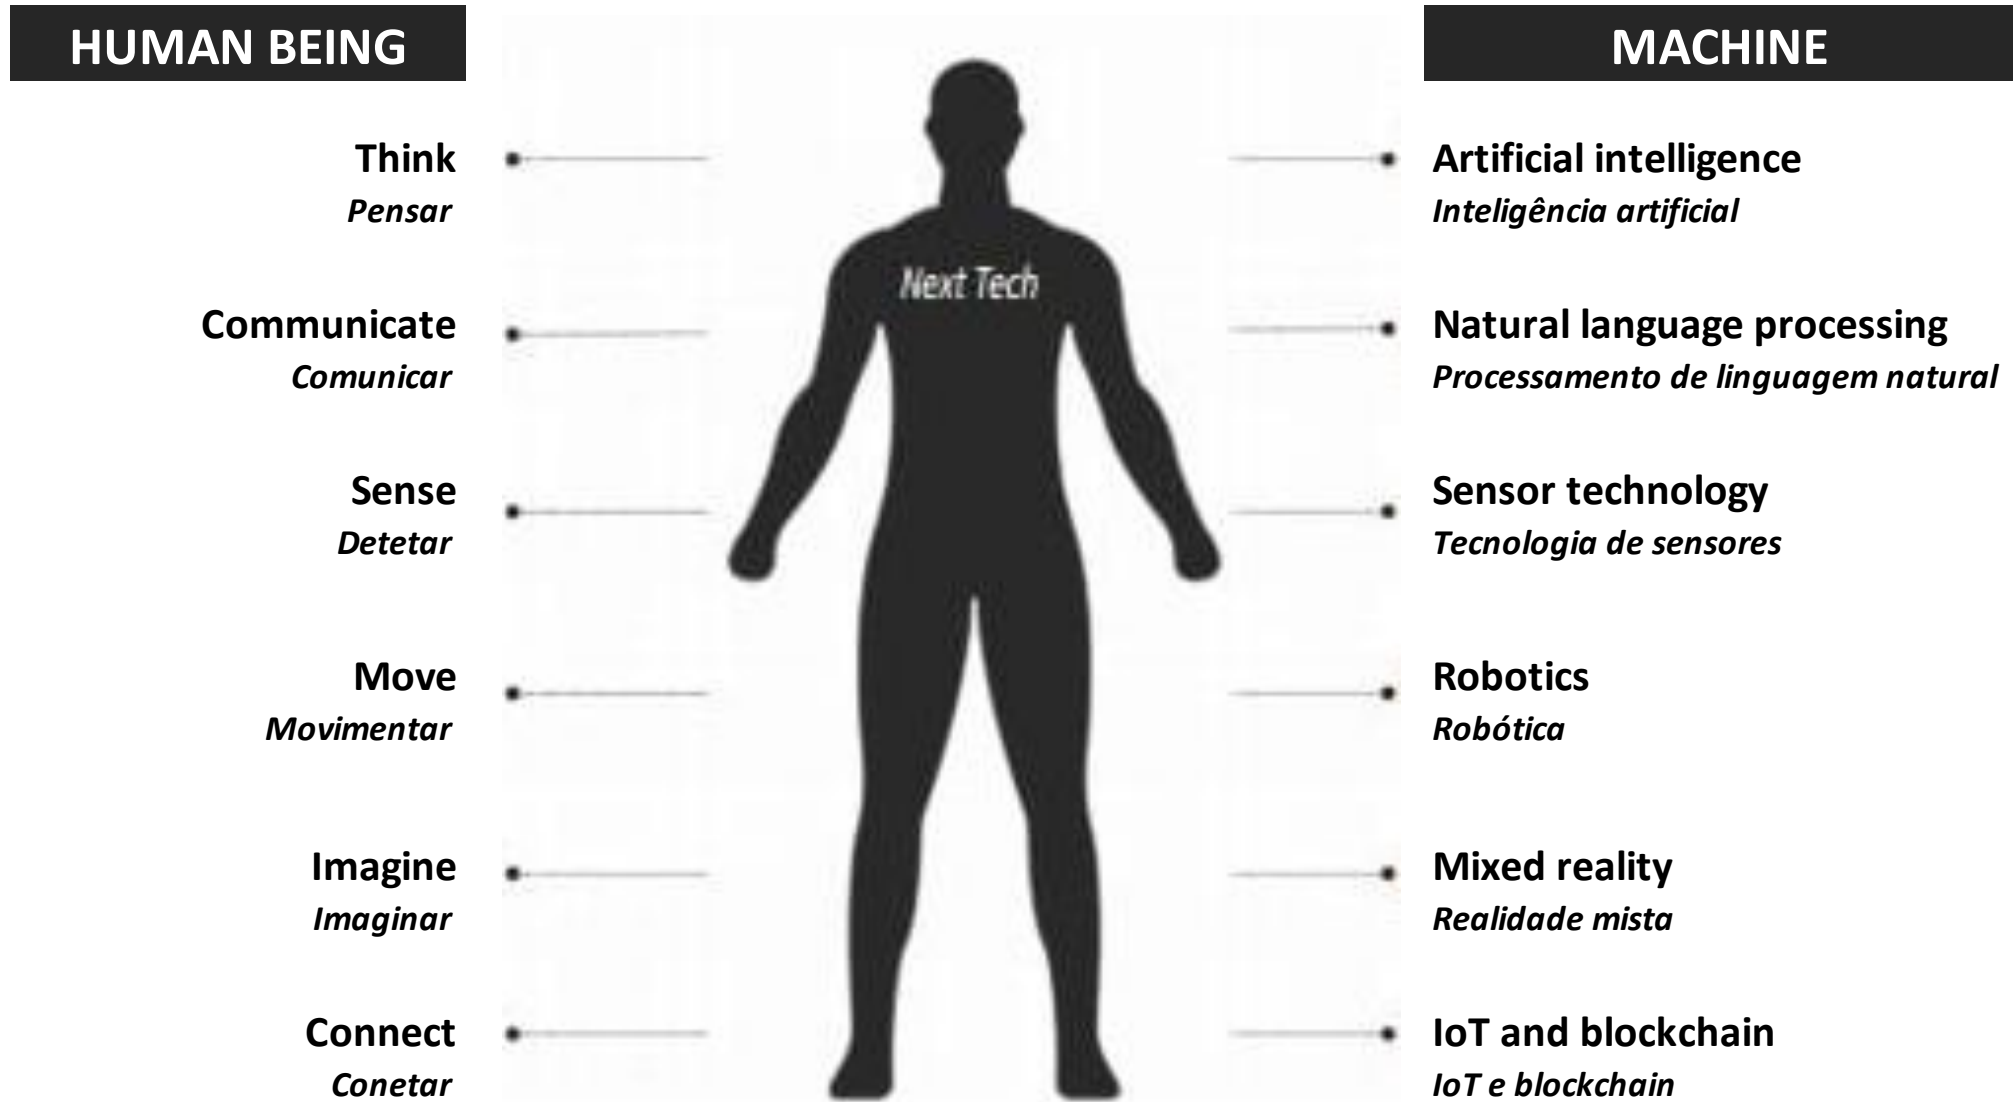 HUMAN BEING
MACHINE
Think
Pensar
Artificial intelligence
Inteligência artificial
Next Tech
Communicate
Comunicar
Natural language processing
Processamento de linguagem natural
Sense
Detetar
Sensor technology
Tecnologia de sensores
Move
Movimentar
Robotics
Robótica
Imagine
Imaginar
Mixed reality
Realidade mista
Connect
Conetar
IoT and blockchain
IoT e blockchain